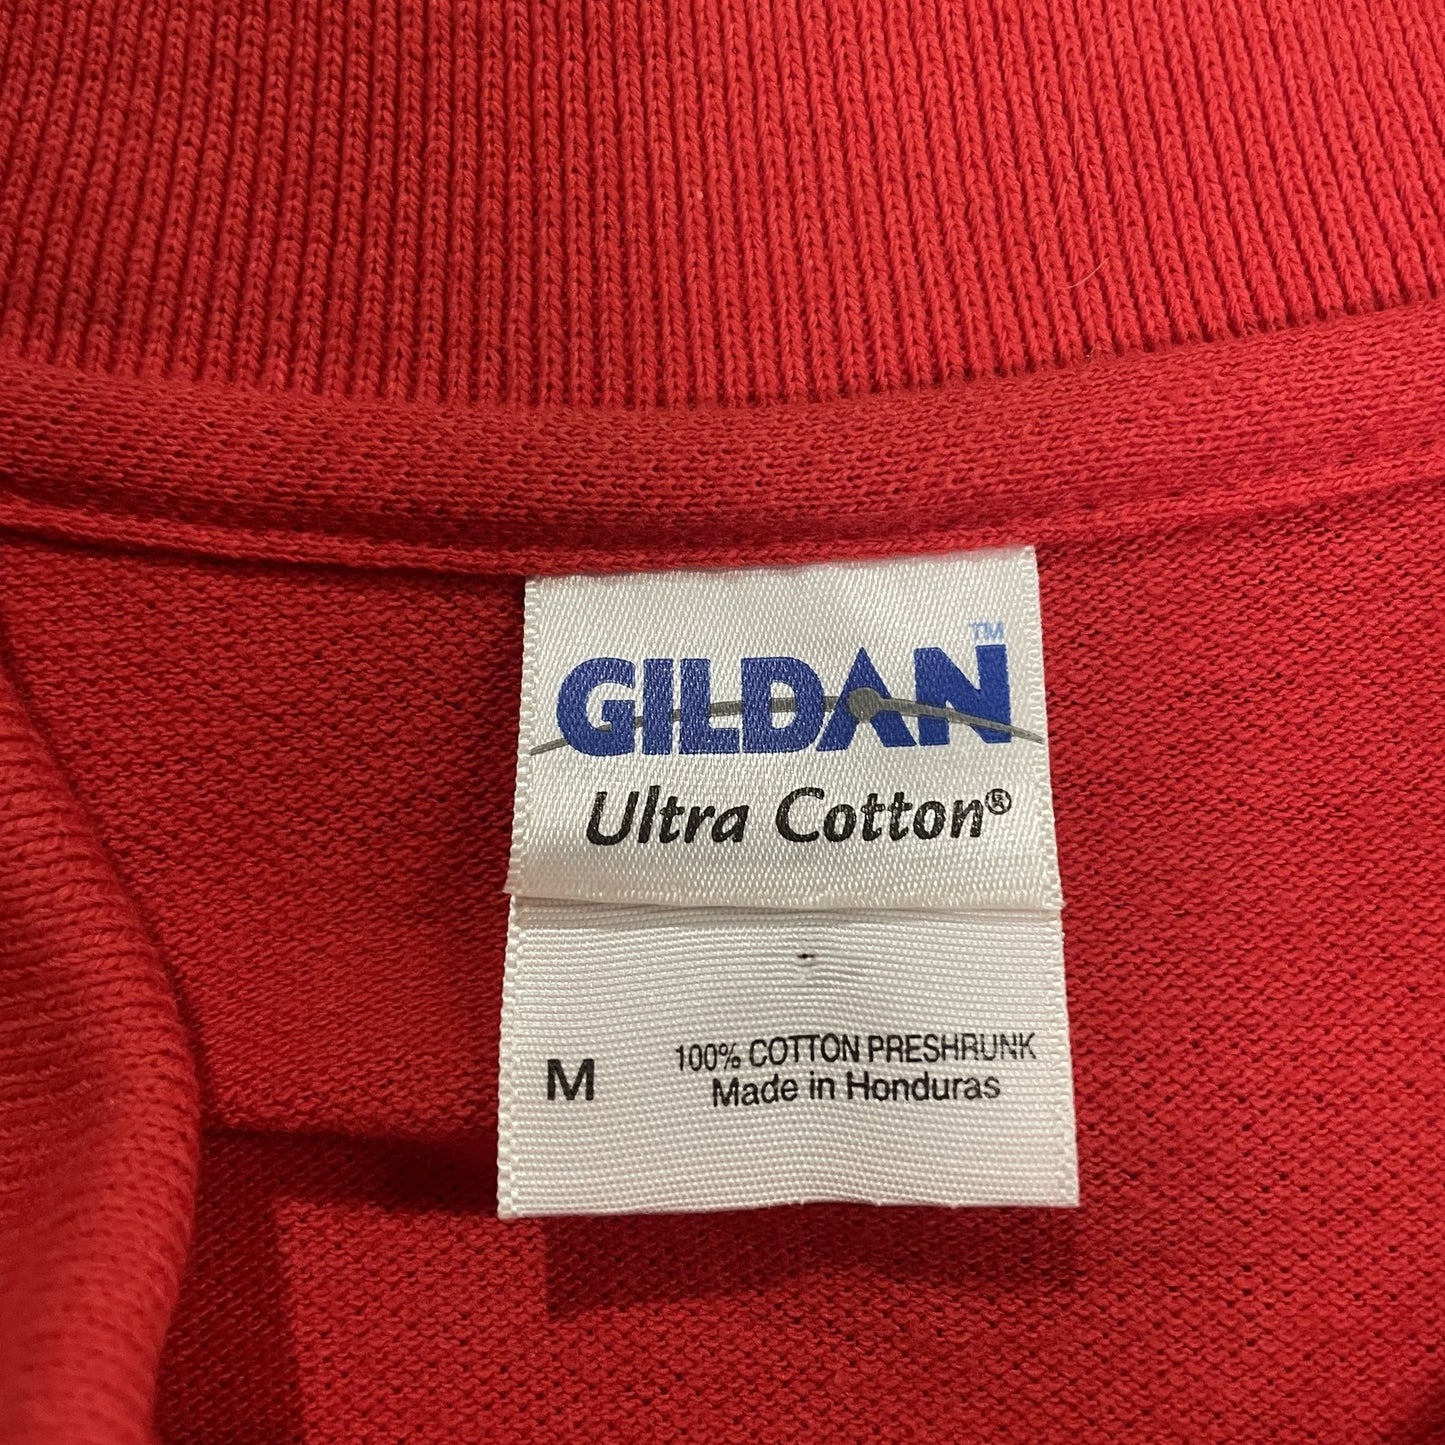 GILDAN™
Ultra Cotton®
M
100% COTTON PRESHRUNK
Made in Honduras